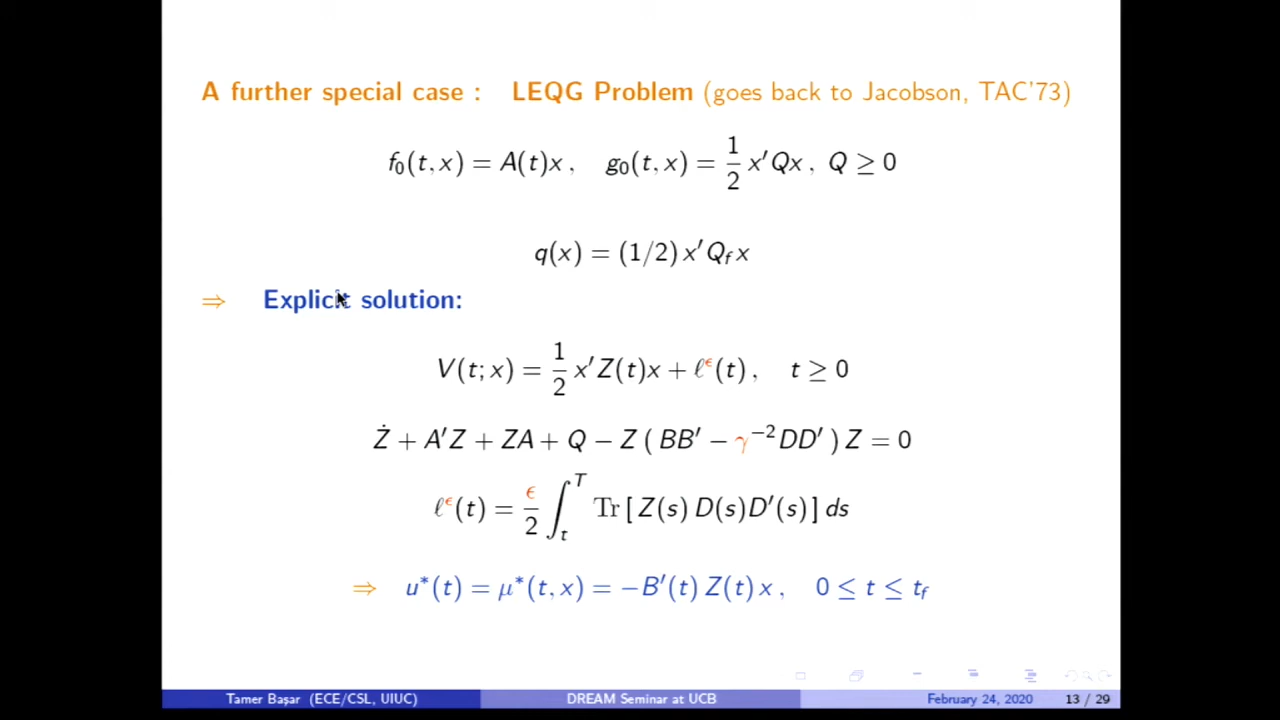 A further special case : LEQG Problem (goes back to Jacobson, TAC'73)
f₀(t, x) = A(t)x , g₀(t, x) = 1/2 x′Qx , Q ≥ 0
q(x) = (1/2) x′Q_f x
⇒ Explicit solution:
V(t; x) = 1/2 x′Z(t)x + ℓ^ϵ(t) , t ≥ 0
Ż + A′Z + ZA + Q − Z ( BB′ − γ⁻²DD′ ) Z = 0
ℓ^ϵ(t) = ϵ/2 ∫_t^T Tr [ Z(s) D(s)D′(s)] ds
⇒ u*(t) = μ*(t, x) = −B′(t) Z(t) x , 0 ≤ t ≤ t_f
Tamer Başar (ECE/CSL, UIUC) DREAM Seminar at UCB February 24, 2020 13 / 29